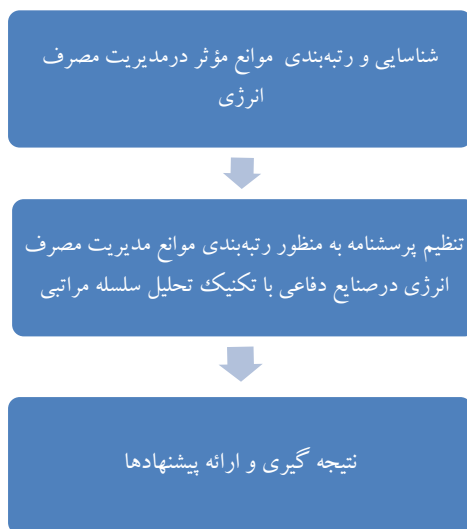 شناسایی و رتبه‌بندی موانع مؤثر درمدیریت مصرف
انرژی
تنظیم پرسشنامه به منظور رتبه‌بندی موانع مدیریت مصرف
انرژی درصنایع دفاعی با تکنیک تحلیل سلسله مراتبی
نتیجه گیری و ارائه پیشنهادها